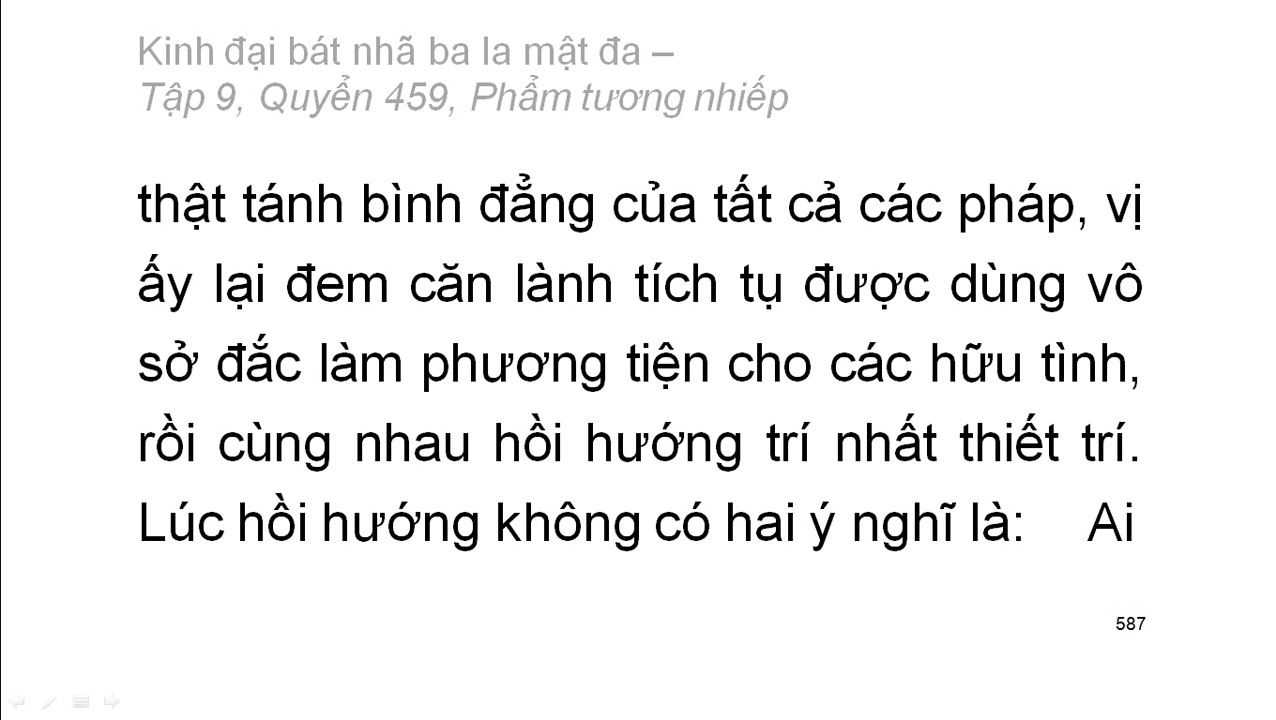 Kinh đại bát nhã ba la mật đa –
Tập 9, Quyển 459, Phẩm tương nhiếp
thật tánh bình đẳng của tất cả các pháp, vị
ấy lại đem căn lành tích tụ được dùng vô
sở đắc làm phương tiện cho các hữu tình,
rồi cùng nhau hồi hướng trí nhất thiết trí.
Lúc hồi hướng không có hai ý nghĩ là: Ai
587